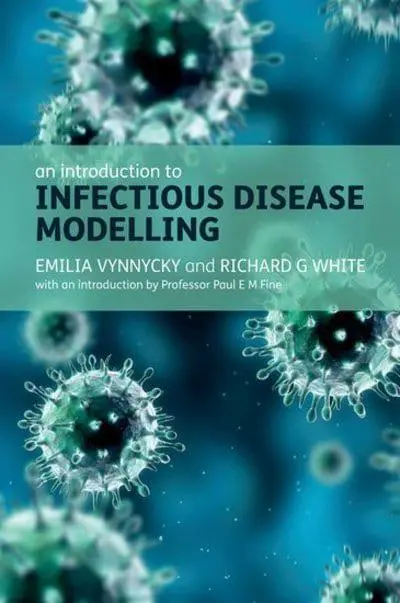 an introduction to
INFECTIOUS DISEASE
MODELLING
EMILIA VYNNYCKY and RICHARD G WHITE
with an introduction by Professor Paul E M Fine